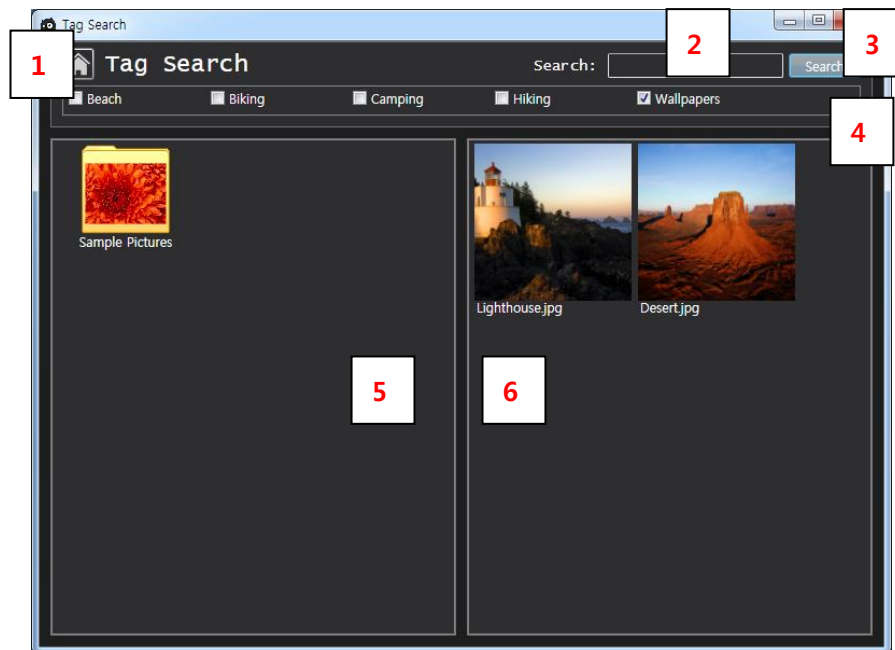 Tag Search
1
Tag Search
Search:
2
Search
3
Beach
Biking
Camping
Hiking
Wallpapers
4
Sample Pictures
Lighthouse.jpg
Desert.jpg
5
6